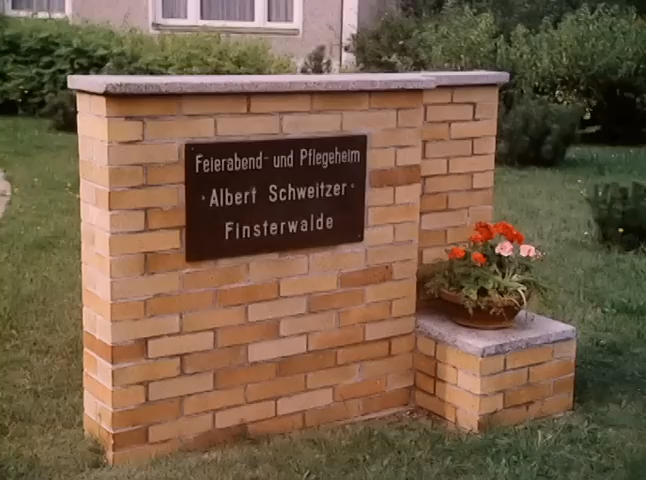 Feierabend- und Pflegeheim
· Albert Schweitzer ·
Finsterwalde